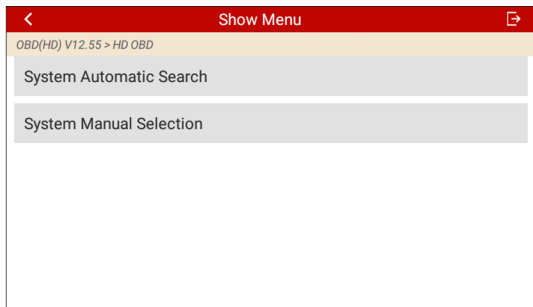 Show Menu
OBD(HD) V12.55 > HD OBD
System Automatic Search
System Manual Selection